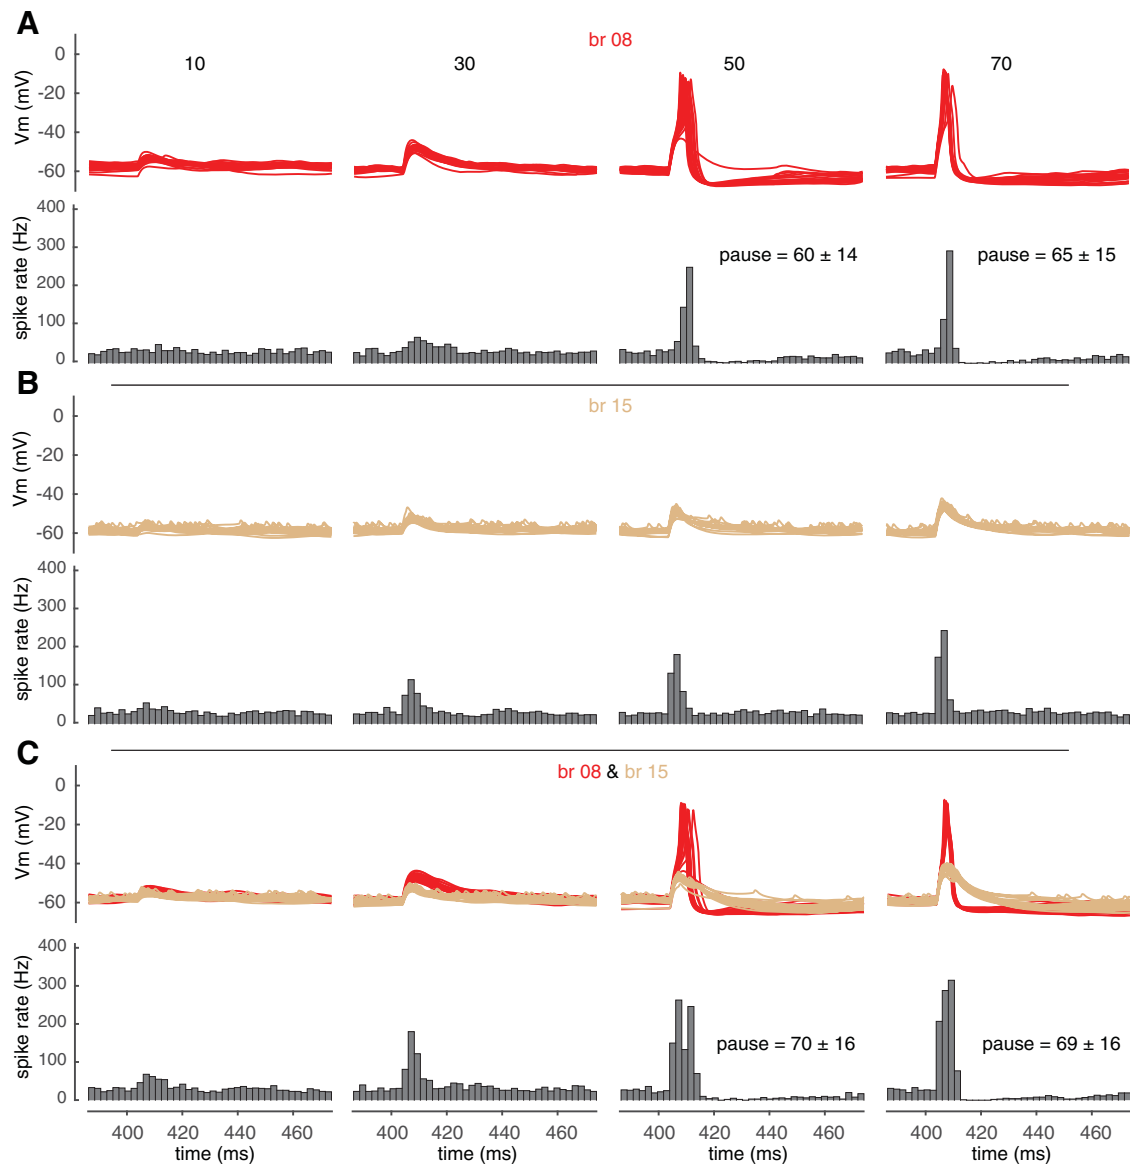 A
br 08
10 30 50 70
0
-20
-40
-60
Vm (mV)
400
300
200
100
0
spike rate (Hz)
pause = 60 ± 14
pause = 65 ± 15
B
br 15
0
-20
-40
-60
Vm (mV)
400
300
200
100
0
spike rate (Hz)
C
br 08 & br 15
0
-20
-40
-60
Vm (mV)
400
300
200
100
0
spike rate (Hz)
pause = 70 ± 16
pause = 69 ± 16
400 420 440 460 400 420 440 460 400 420 440 460 400 420 440 460
time (ms) time (ms) time (ms) time (ms)